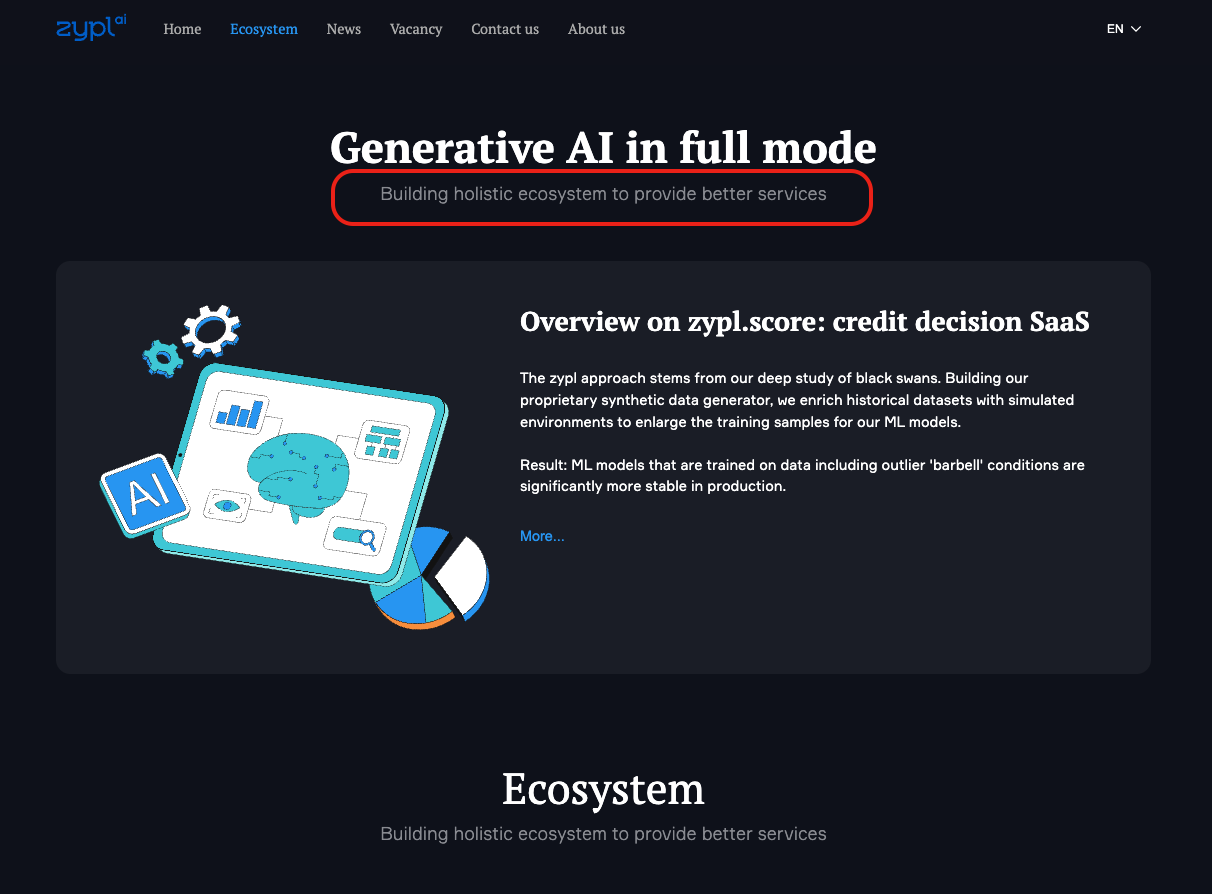 zypl ai
Home Ecosystem News Vacancy Contact us About us EN
Generative AI in full mode
Building holistic ecosystem to provide better services
Overview on zypl.score: credit decision SaaS
The zypl approach stems from our deep study of black swans. Building our
proprietary synthetic data generator, we enrich historical datasets with simulated
environments to enlarge the training samples for our ML models.
Result: ML models that are trained on data including outlier 'barbell' conditions are
significantly more stable in production.
More...
AI
Ecosystem
Building holistic ecosystem to provide better services